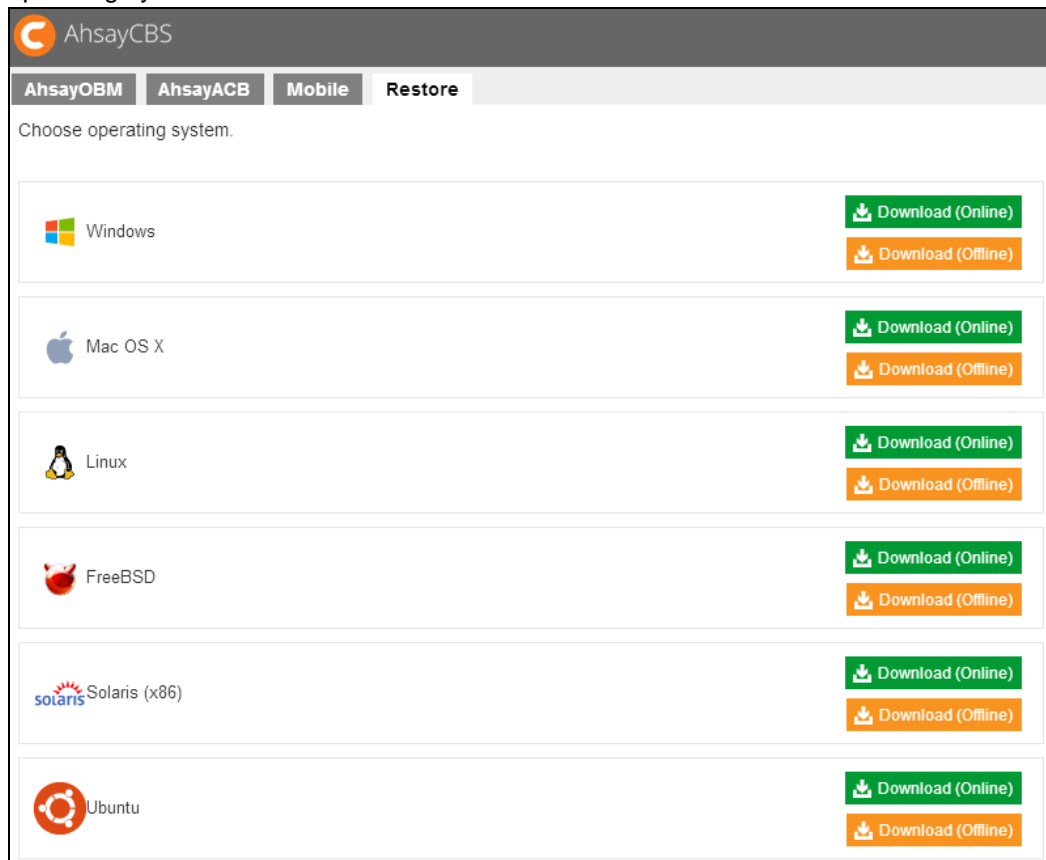 AhsayCBS
AhsayOBM AhsayACB Mobile Restore
Choose operating system.
Download (Online)
Windows
Download (Offline)
Download (Online)
Mac OS X
Download (Offline)
Download (Online)
Linux
Download (Offline)
Download (Online)
FreeBSD
Download (Offline)
Download (Online)
solaris Solaris (x86)
Download (Offline)
Download (Online)
Ubuntu
Download (Offline)